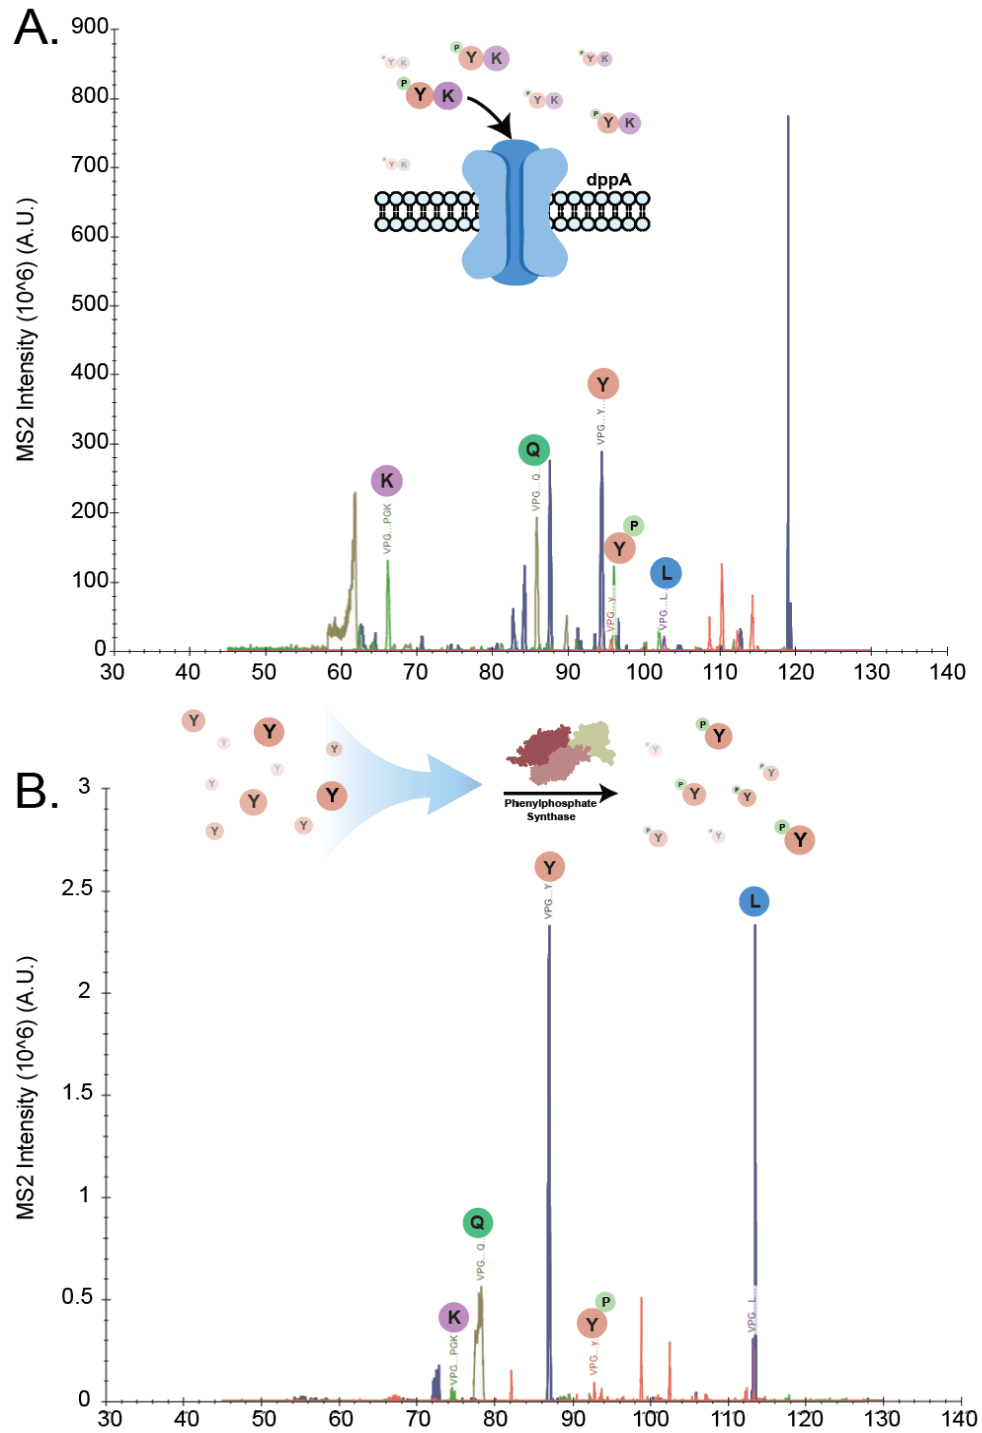 A.
900
800
700
600
500
400
300
200
100
0
MS2 Intensity (10^6) (A.U.)
P Y K
P Y K
P Y K
P Y K
P Y K
P Y K
P Y K
dppA
K
VPG...PGK
Q
VPG...Q...
Y
VPG...Y...
P
Y
VPG...Y...
L
VPG...L...
30 40 50 60 70 80 90 100 110 120 130 140
Y Y Y Y Y Y Y Y Y Y
Phenylphosphate
Synthase
P Y
P Y
P Y
P Y
P Y
P Y
P Y
P Y
B.
3
2.5
2
1.5
1
0.5
0
MS2 Intensity (10^6) (A.U.)
K
VPG...PGK
Q
VPG...Q...
Y
VPG...Y...
P
Y
VPG...Y...
L
VPG...L...
30 40 50 60 70 80 90 100 110 120 130 140